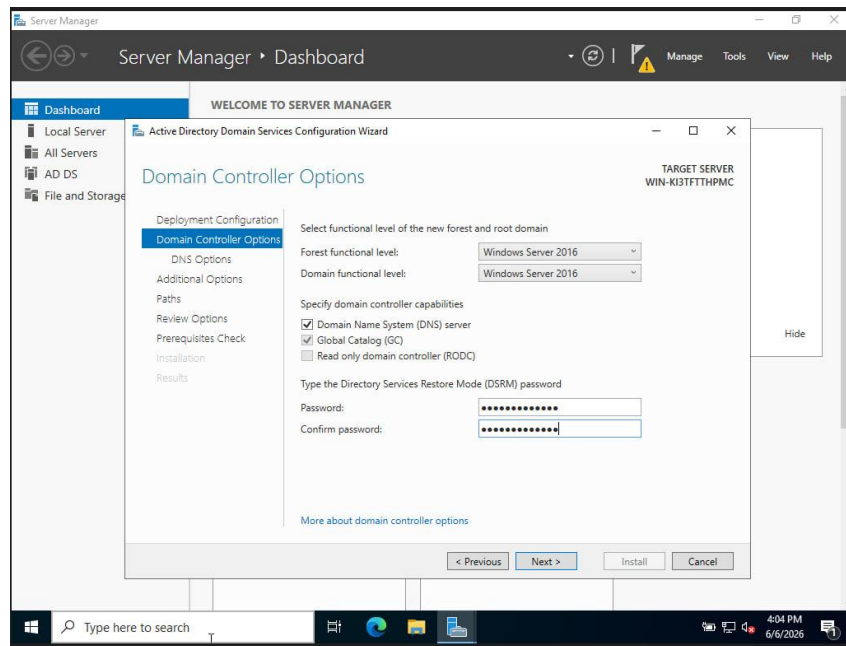 Server Manager
Server Manager • Dashboard
Manage Tools View Help
Dashboard
Local Server
All Servers
AD DS
File and Storage
WELCOME TO SERVER MANAGER
Active Directory Domain Services Configuration Wizard
Domain Controller Options
TARGET SERVER
WIN-KI3TFTTHPMC
Deployment Configuration
Domain Controller Options
DNS Options
Additional Options
Paths
Review Options
Prerequisites Check
Installation
Results
Select functional level of the new forest and root domain
Forest functional level: Windows Server 2016
Domain functional level: Windows Server 2016
Specify domain controller capabilities
Domain Name System (DNS) server
Global Catalog (GC)
Read only domain controller (RODC)
Type the Directory Services Restore Mode (DSRM) password
Password: •••••••••••••
Confirm password: •••••••••••••
More about domain controller options
< Previous Next > Install Cancel
Hide
Type here to search
4:04 PM
6/6/2026
1